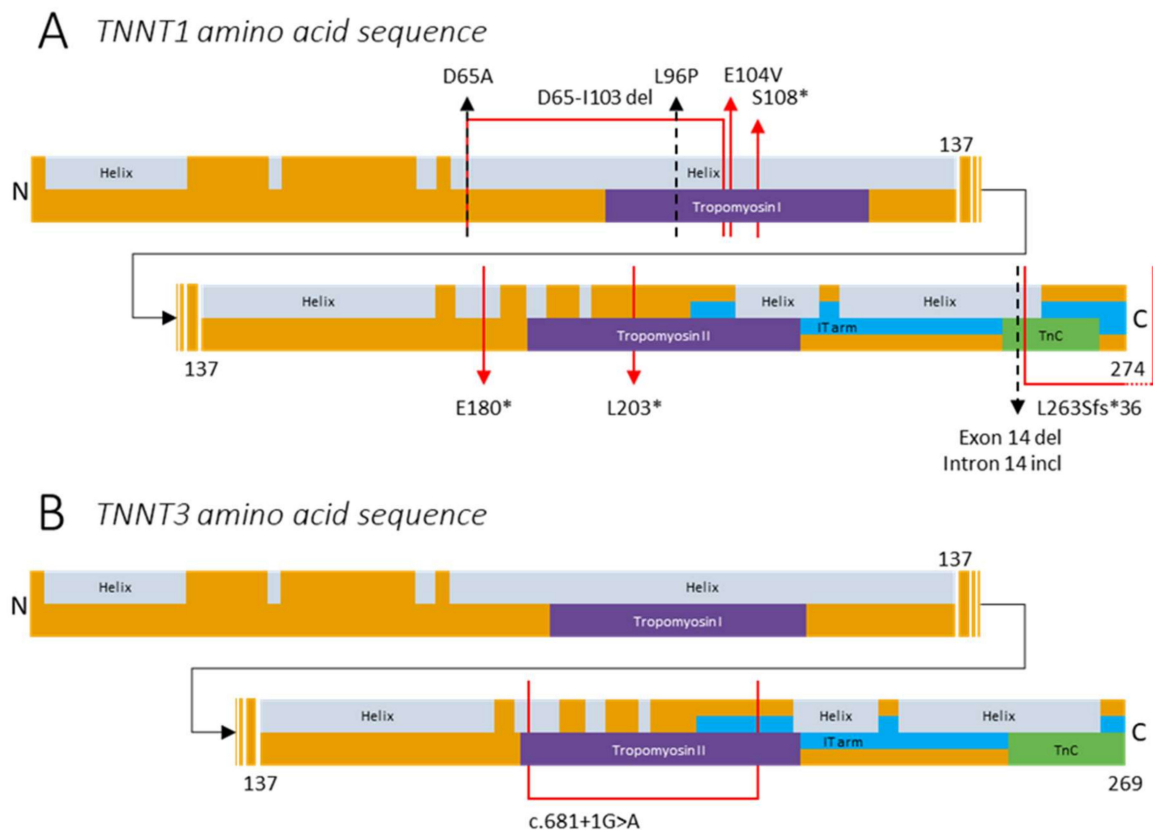 A TNNT1 amino acid sequence
D65A L96P E104V
D65-I103 del S108*
137
Helix Helix
N
Tropomyosin I
Helix Helix Helix
C
Tropomyosin II IT arm TnC
137 274
E180* L203* L263Sfs*36
Exon 14 del
Intron 14 incl
B TNNT3 amino acid sequence
137
Helix Helix
N
Tropomyosin I
Helix Helix Helix
C
Tropomyosin II IT arm TnC
137 269
c.681+1G>A